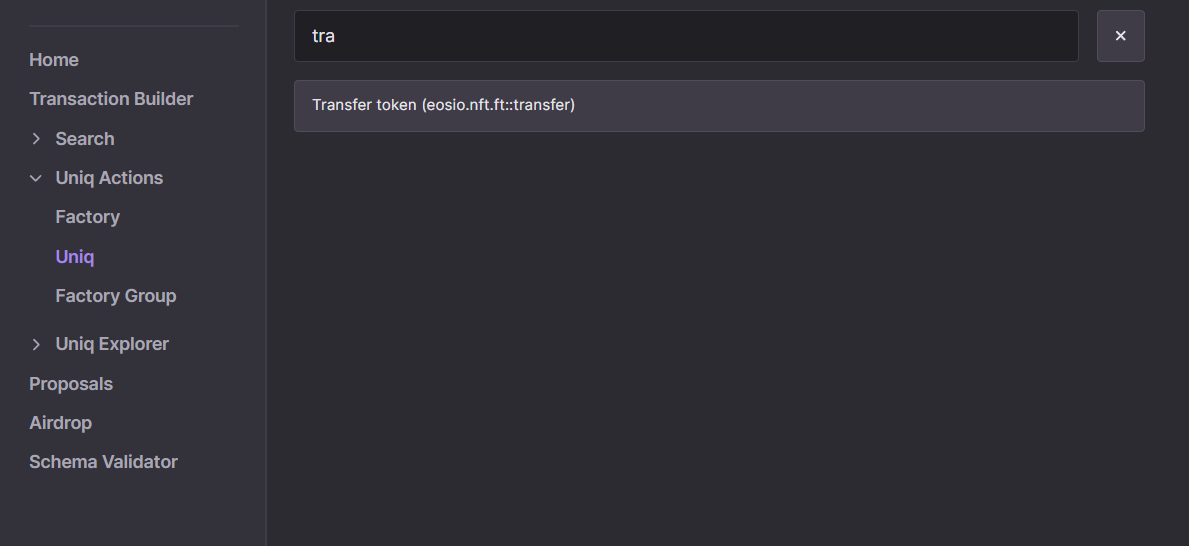 Home
Transaction Builder
Search
Uniq Actions
Factory
Uniq
Factory Group
Uniq Explorer
Proposals
Airdrop
Schema Validator
tra
Transfer token (eosio.nft.ft::transfer)